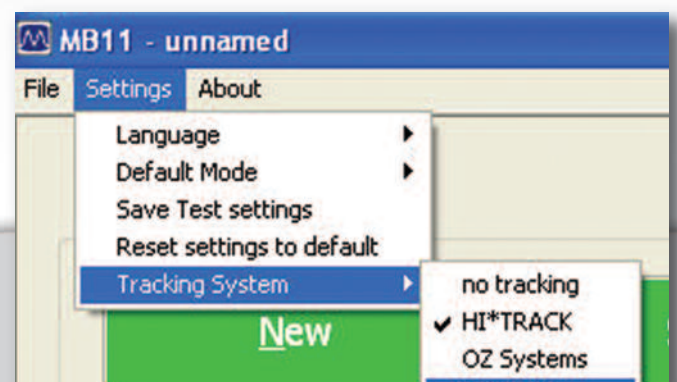 MB11 - unnamed
File Settings About
Language
Default Mode
Save Test settings
Reset settings to default
Tracking System
no tracking
New
HI*TRACK
OZ Systems